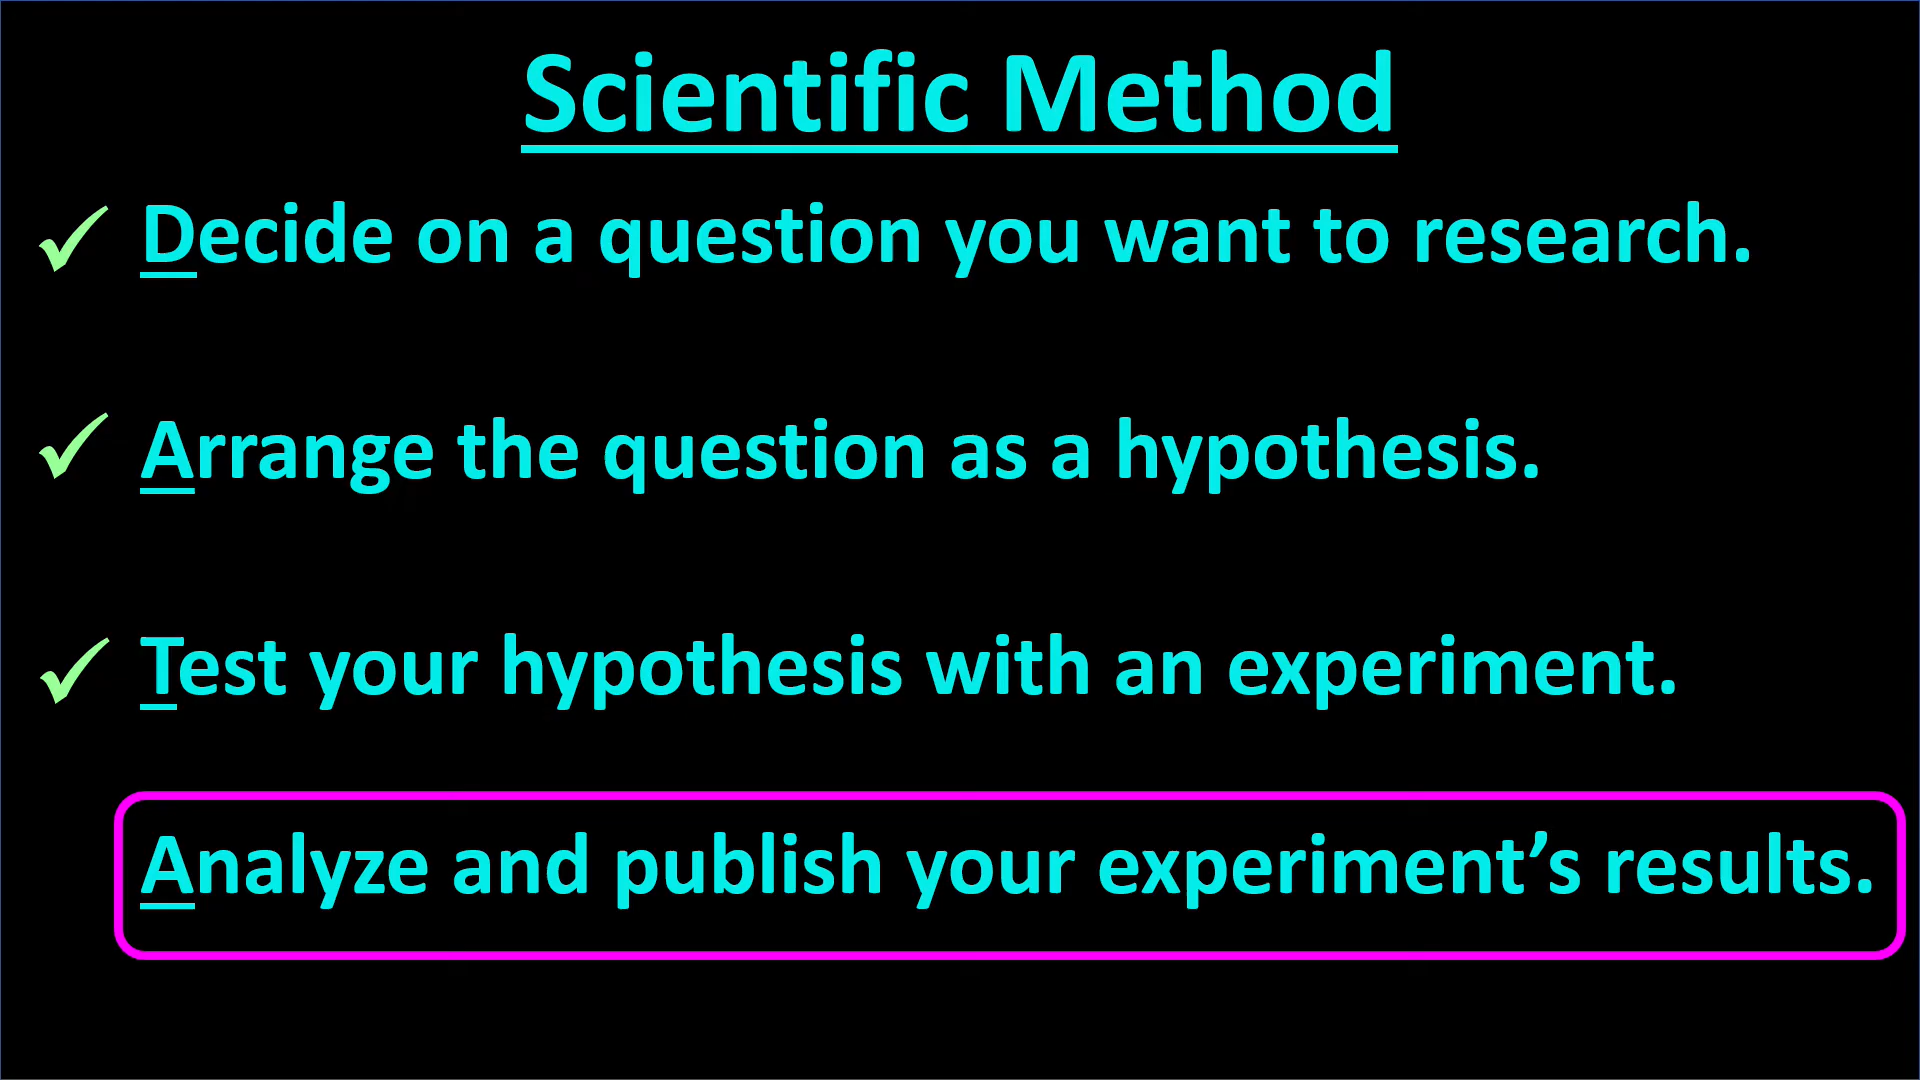 Scientific Method
Decide on a question you want to research.
Arrange the question as a hypothesis.
Test your hypothesis with an experiment.
Analyze and publish your experiment’s results.